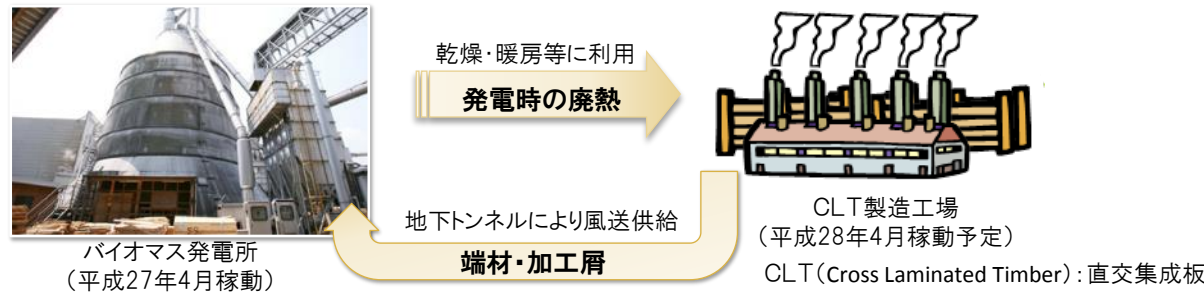 乾燥・暖房等に利用
発電時の廃熱
地下トンネルにより風送供給
端材・加工屑
バイオマス発電所
(平成27年4月稼動)
CLT製造工場
(平成28年4月稼動予定)
CLT(Cross Laminated Timber):直交集成板